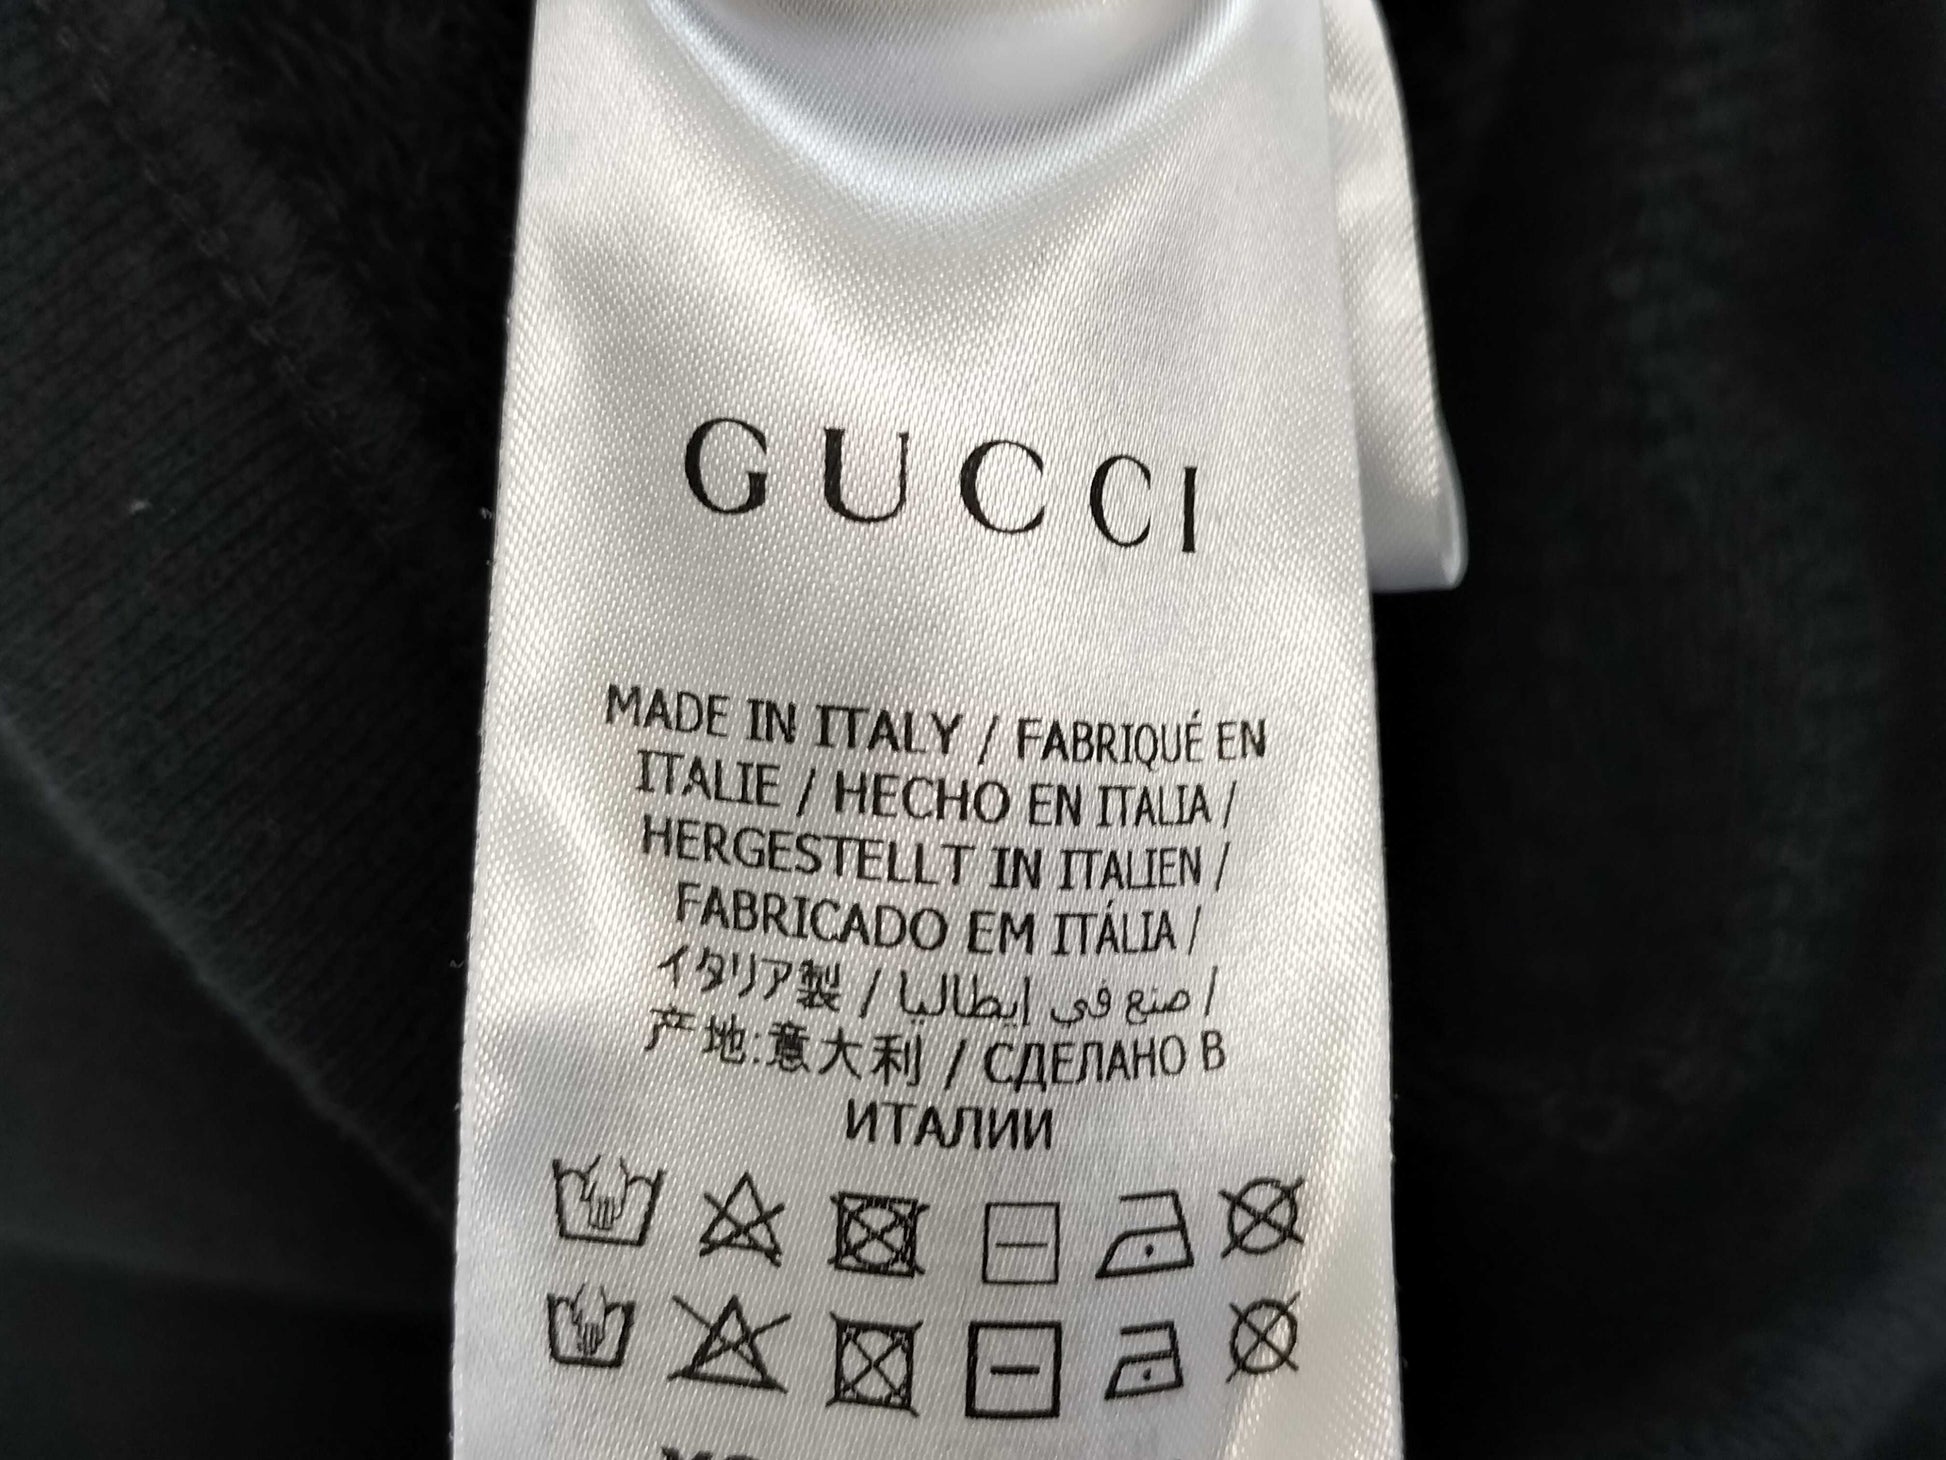 GUCCI
MADE IN ITALY / FABRIQUÉ EN
ITALIE / HECHO EN ITALIA /
HERGESTELLT IN ITALIEN /
FABRICADO EM ITÁLIA /
イタリア製 / صنع في إيطاليا /
产地:意大利 / СДЕЛАНО В
ИТАЛИИ